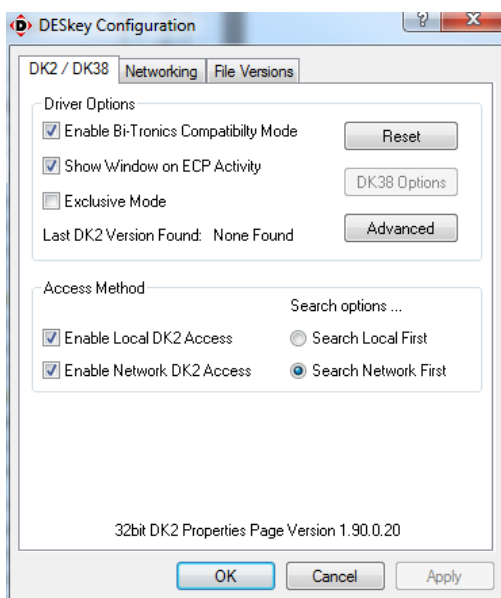 DESkey Configuration
? X
DK2 / DK38 Networking File Versions
Driver Options
Enable Bi-Tronics Compatibilty Mode Reset
Show Window on ECP Activity
DK38 Options
Exclusive Mode
Last DK2 Version Found: None Found Advanced
Access Method
Search options ...
Enable Local DK2 Access Search Local First
Enable Network DK2 Access Search Network First
32bit DK2 Properties Page Version 1.90.0.20
OK Cancel Apply